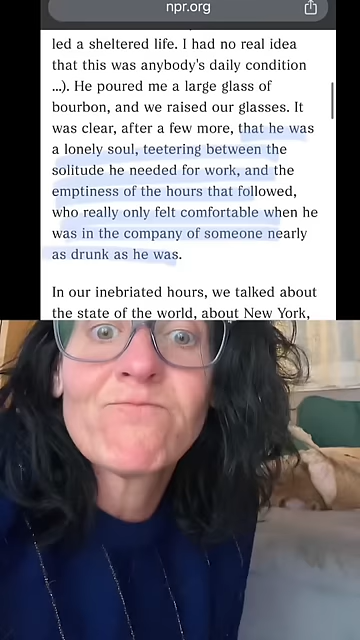 npr.org
led a sheltered life. I had no real idea
that this was anybody's daily condition
...). He poured me a large glass of
bourbon, and we raised our glasses. It
was clear, after a few more, that he was
a lonely soul, teetering between the
solitude he needed for work, and the
emptiness of the hours that followed,
who really only felt comfortable when he
was in the company of someone nearly
as drunk as he was.
In our inebriated hours, we talked about
the state of the world, about New York,